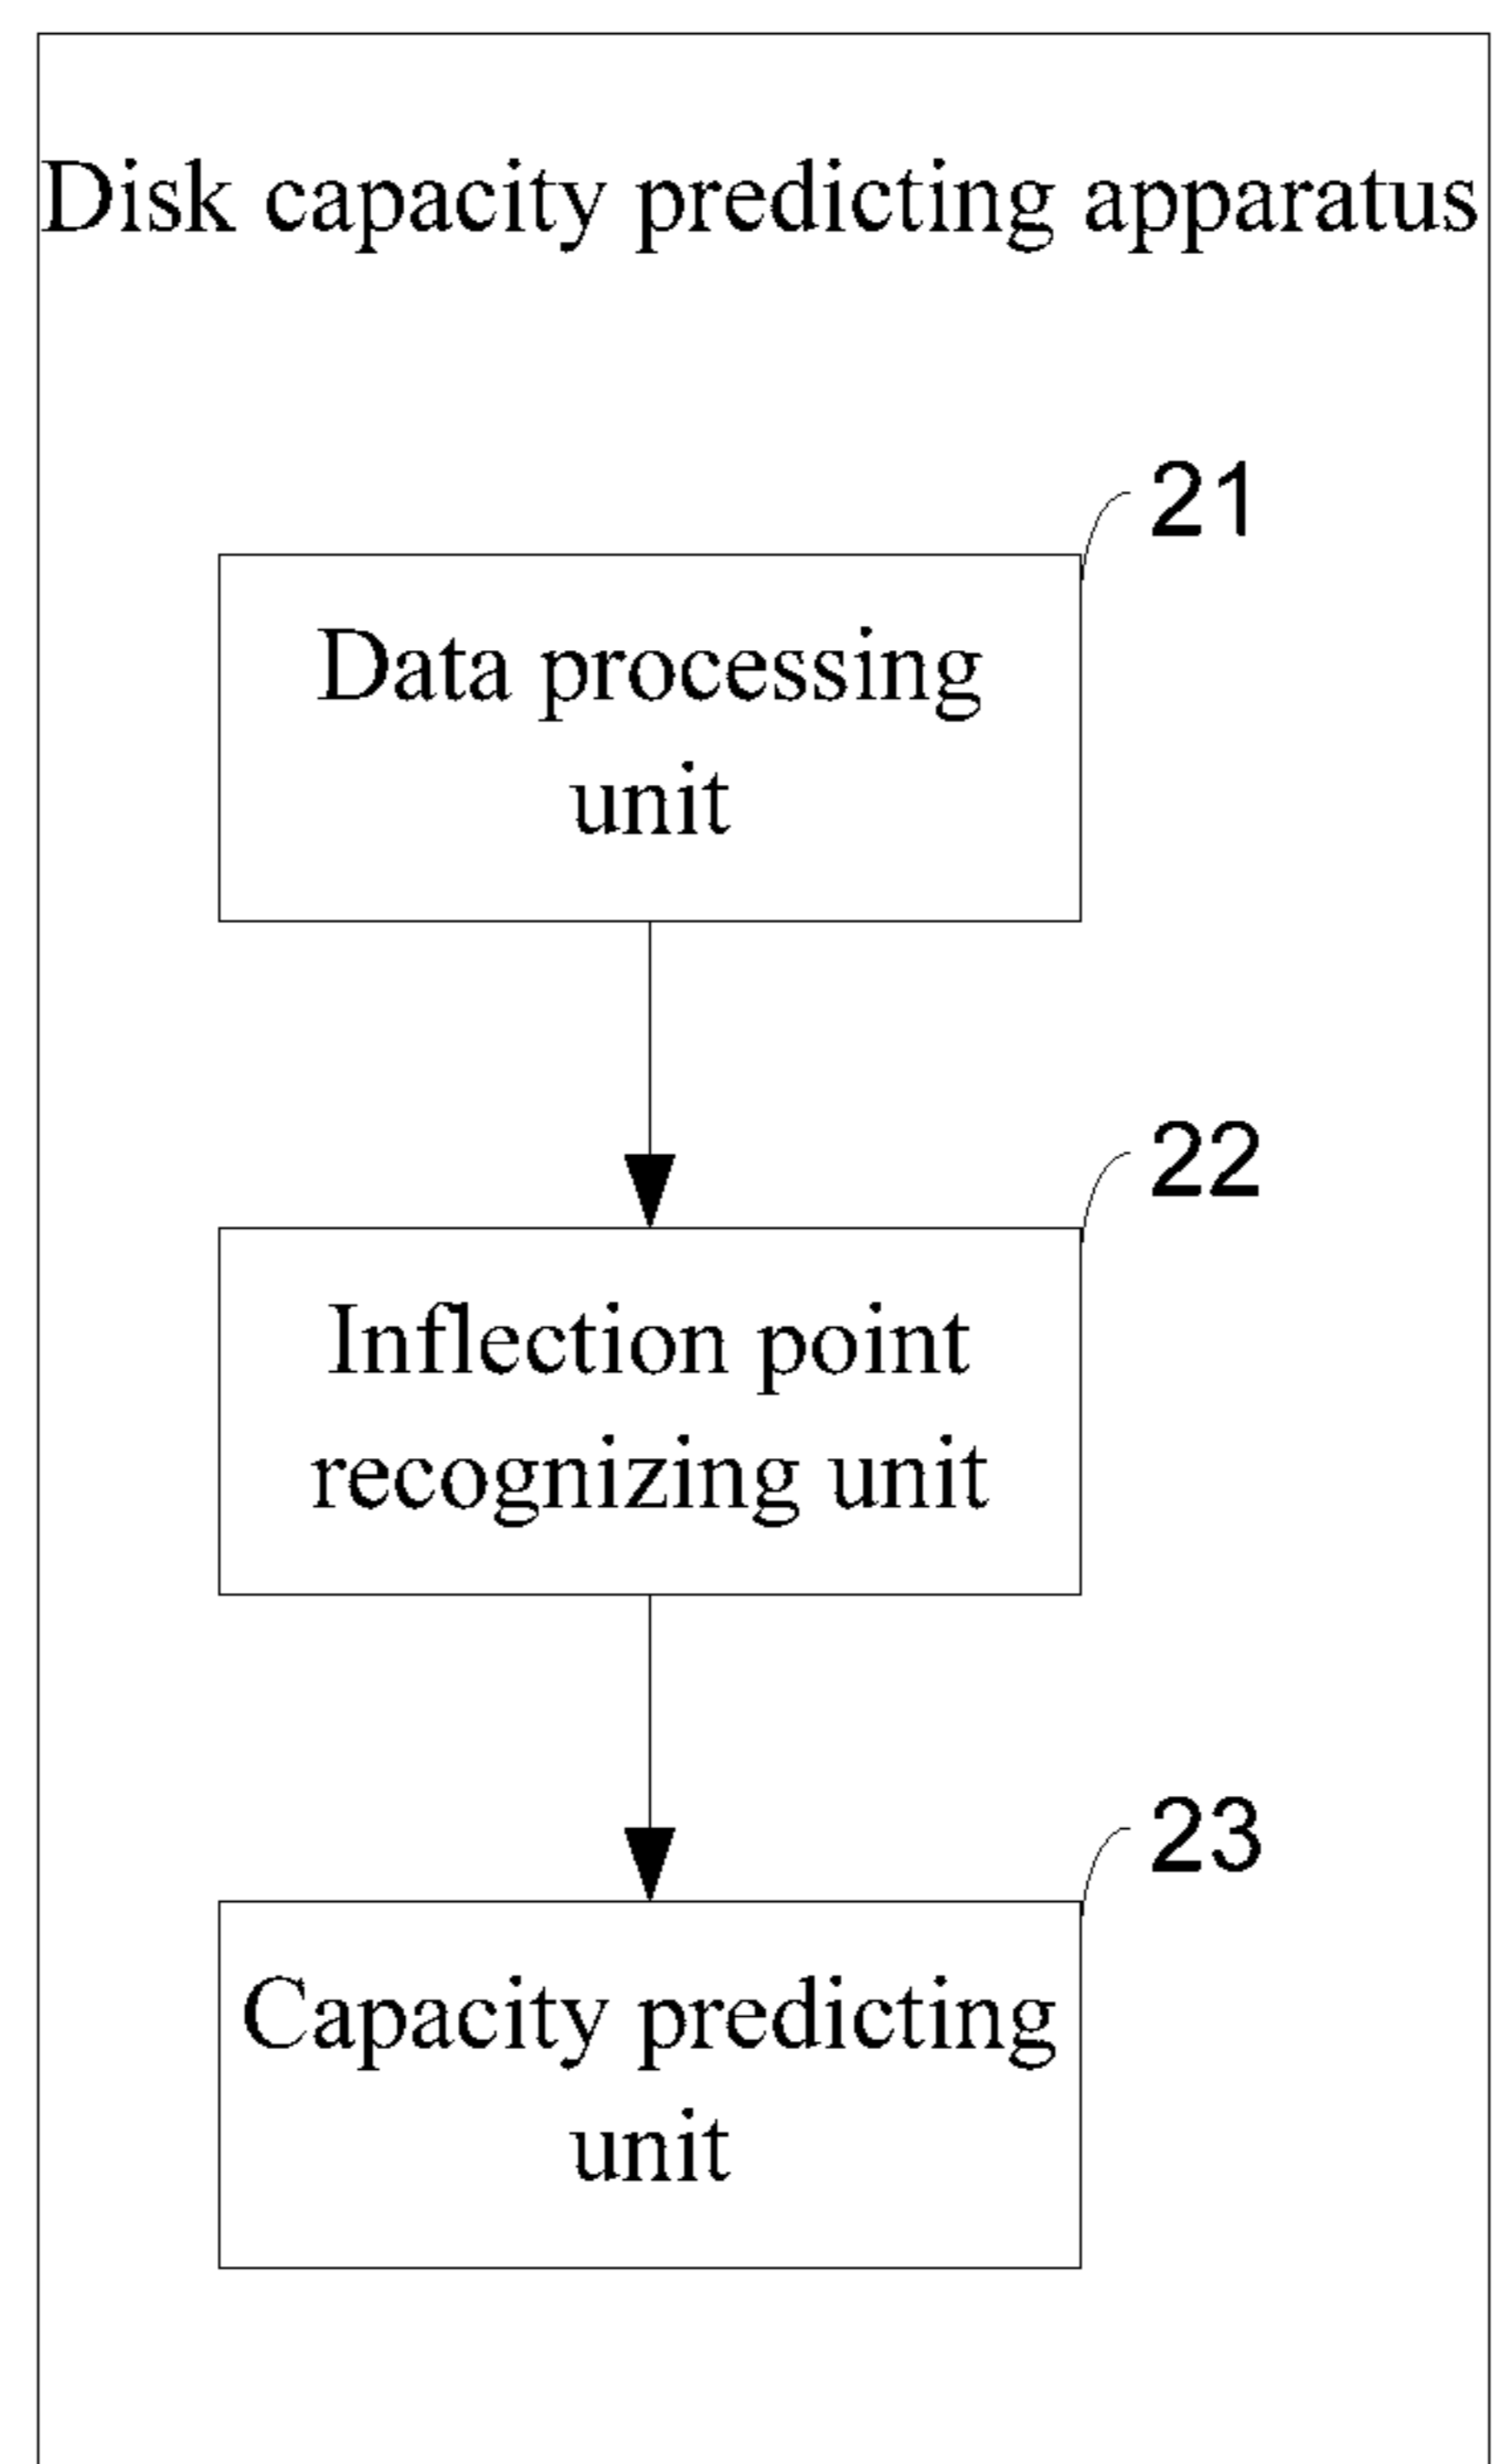 Disk capacity predicting apparatus
21
Data processing
unit
22
Inflection point
recognizing unit
23
Capacity predicting
unit